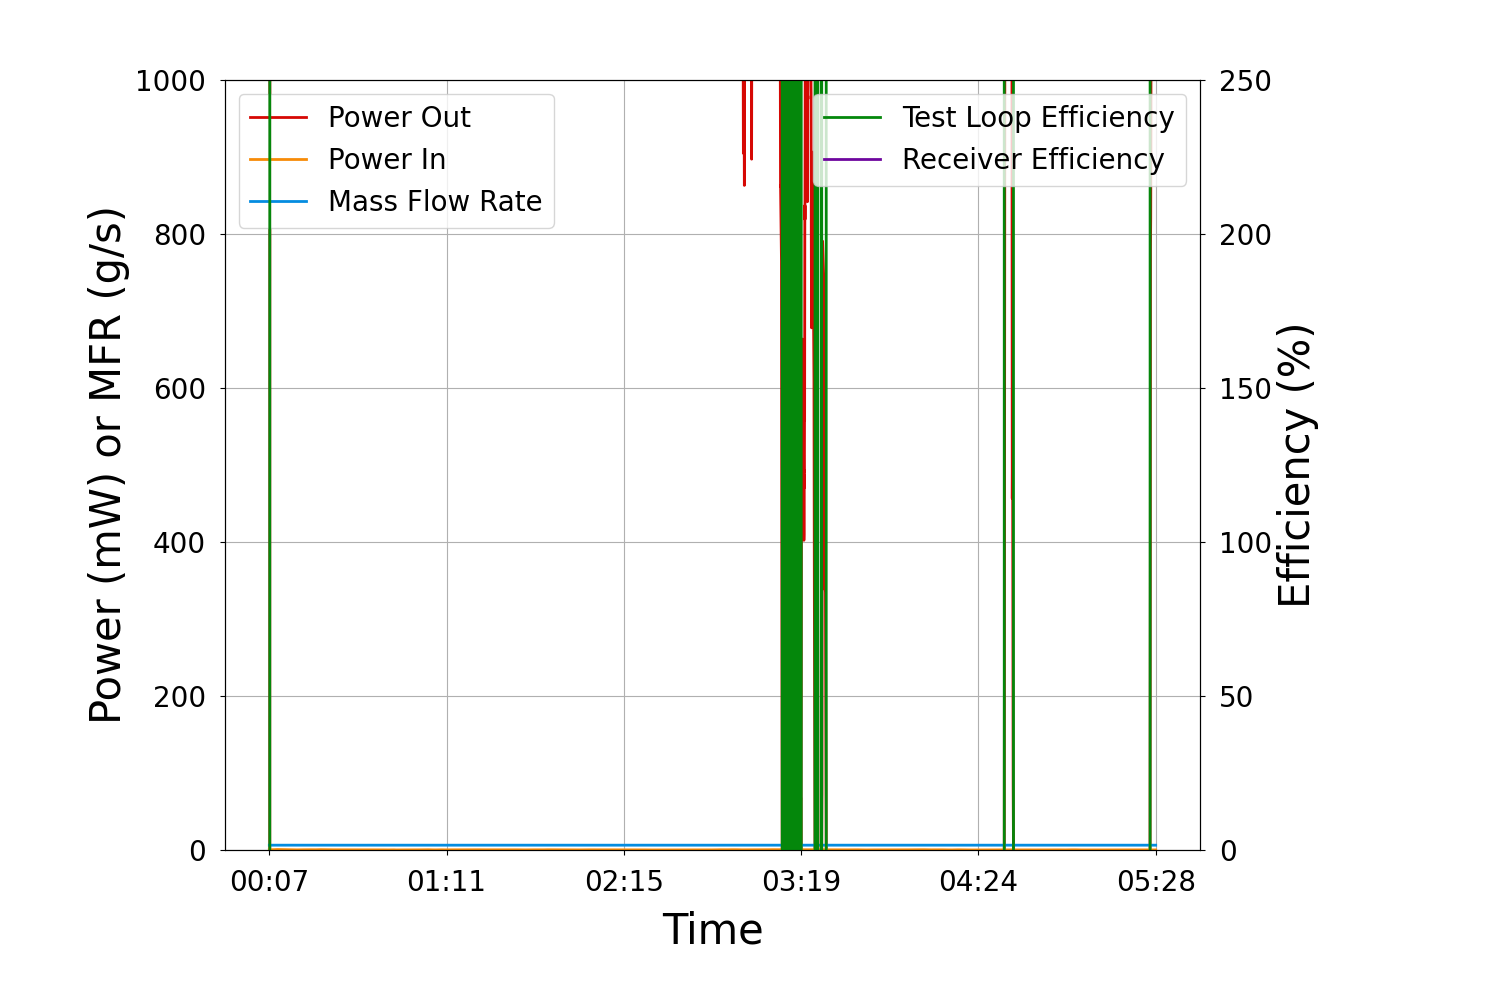 1000
800
600
400
200
0
Power (mW) or MFR (g/s)
Power Out
Power In
Mass Flow Rate
Test Loop Efficiency
Receiver Efficiency
250
200
150
100
50
0
Efficiency (%)
00:07 01:11 02:15 03:19 04:24 05:28
Time